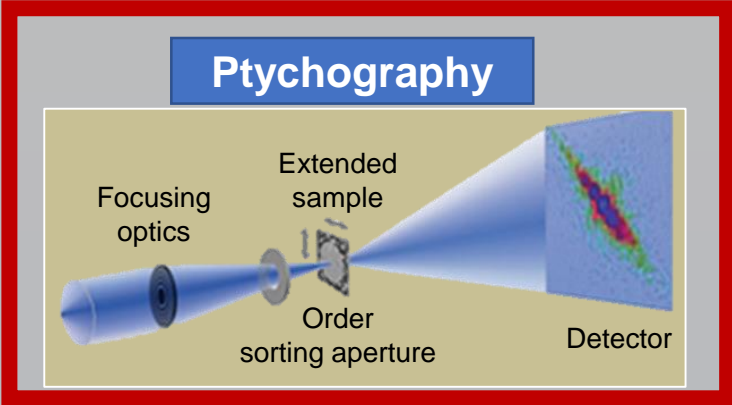 Ptychography
Extended
sample
Focusing
optics
Order
sorting aperture
Detector